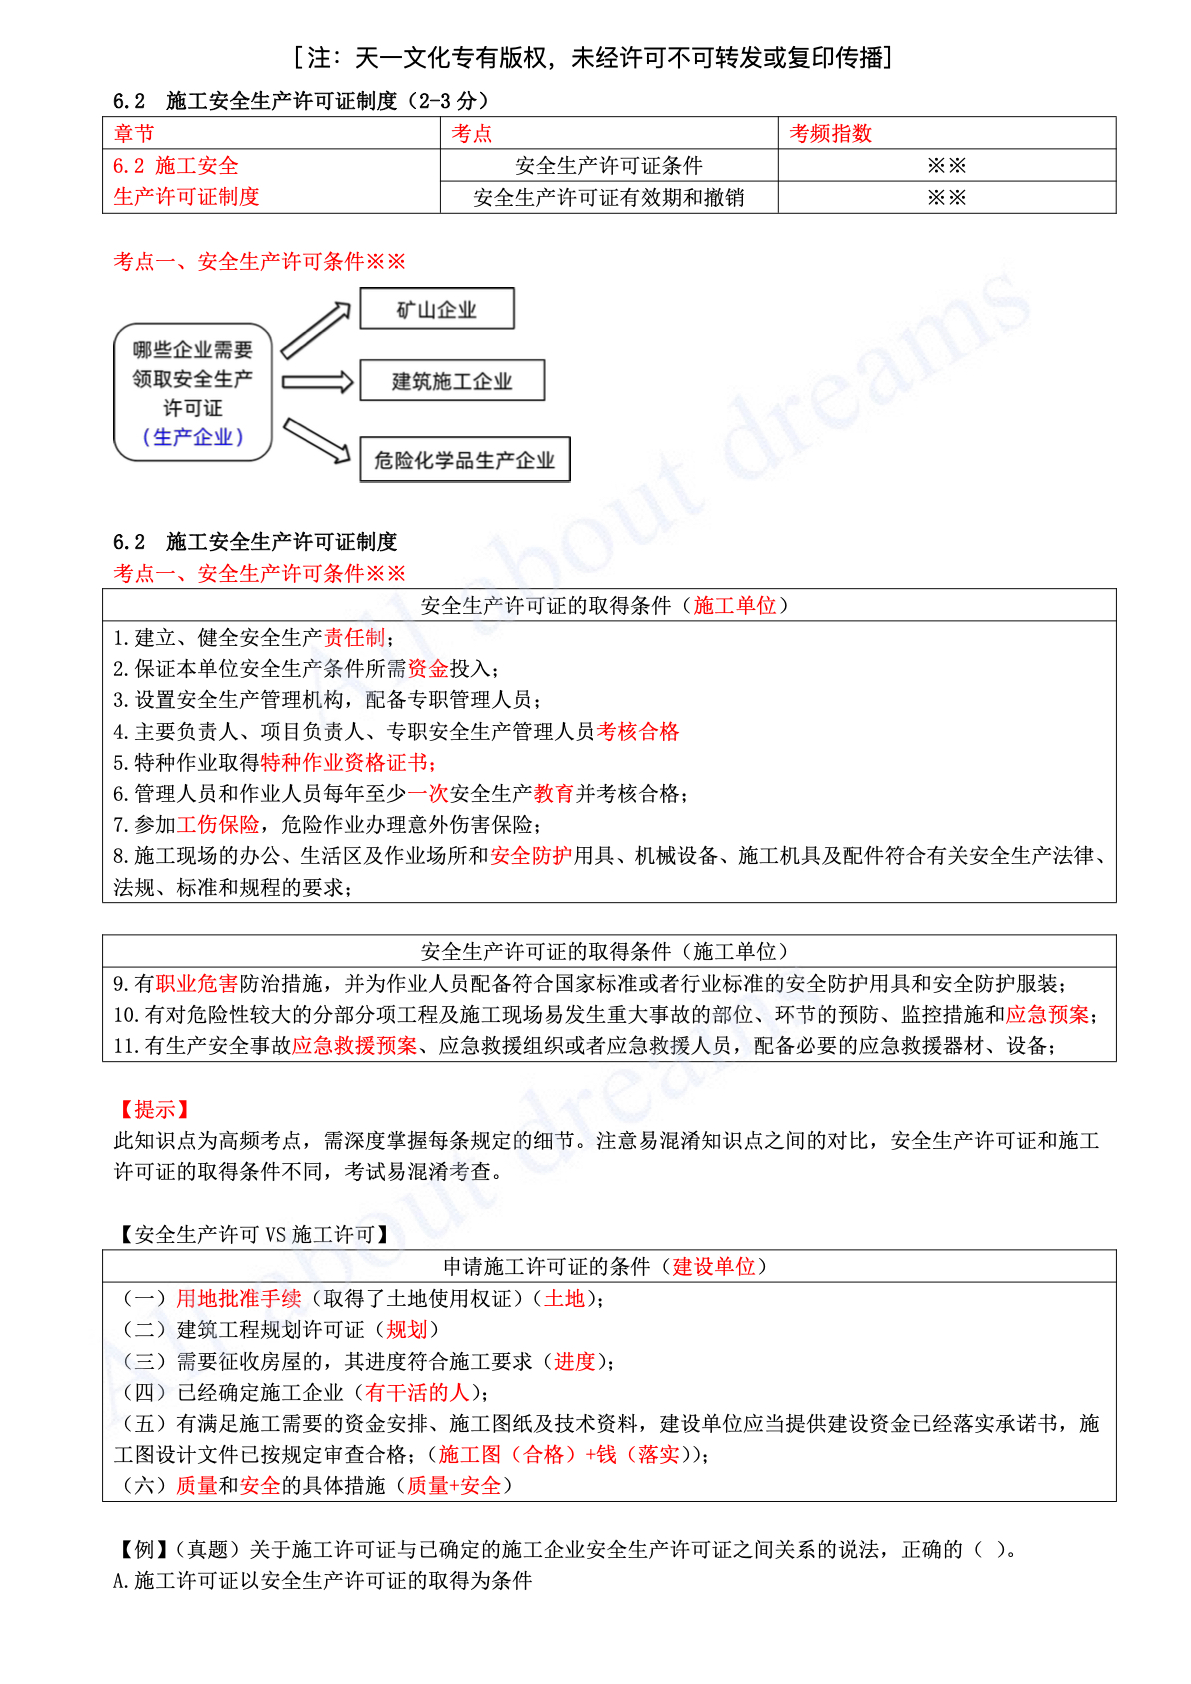 [注：天一文化专有版权，未经许可不可转发或复印传播]
6.2 施工安全生产许可证制度（2-3 分）
章节 考点 考频指数
6.2 施工安全 安全生产许可证条件 ※※
生产许可证制度 安全生产许可证有效期和撤销 ※※
考点一、安全生产许可条件※※
哪些企业需要
领取安全生产
许可证
（生产企业）
矿山企业
建筑施工企业
危险化学品生产企业
6.2 施工安全生产许可证制度
考点一、安全生产许可条件※※
安全生产许可证的取得条件（施工单位）
1.建立、健全安全生产责任制；
2.保证本单位安全生产条件所需资金投入；
3.设置安全生产管理机构，配备专职管理人员；
4.主要负责人、项目负责人、专职安全生产管理人员考核合格
5.特种作业取得特种作业资格证书；
6.管理人员和作业人员每年至少一次安全生产教育并考核合格；
7.参加工伤保险，危险作业办理意外伤害保险；
8.施工现场的办公、生活区及作业场所和安全防护用具、机械设备、施工机具及配件符合有关安全生产法律、
法规、标准和规程的要求；
安全生产许可证的取得条件（施工单位）
9.有职业危害防治措施，并为作业人员配备符合国家标准或者行业标准的安全防护用具和安全防护服装；
10.有对危险性较大的分部分项工程及施工现场易发生重大事故的部位、环节的预防、监控措施和应急预案；
11.有生产安全事故应急救援预案、应急救援组织或者应急救援人员，配备必要的应急救援器材、设备；
【提示】
此知识点为高频考点，需深度掌握每条规定的细节。注意易混淆知识点之间的对比，安全生产许可证和施工
许可证的取得条件不同，考试易混淆考查。
【安全生产许可 VS 施工许可】
申请施工许可证的条件（建设单位）
（一）用地批准手续（取得了土地使用权证）（土地）；
（二）建筑工程规划许可证（规划）
（三）需要征收房屋的，其进度符合施工要求（进度）；
（四）已经确定施工企业（有干活的人）；
（五）有满足施工需要的资金安排、施工图纸及技术资料，建设单位应当提供建设资金已经落实承诺书，施
工图设计文件已按规定审查合格；（施工图（合格）+钱（落实））；
（六）质量和安全的具体措施（质量+安全）
【例】（真题）关于施工许可证与已确定的施工企业安全生产许可证之间关系的说法，正确的（ ）。
A.施工许可证以安全生产许可证的取得为条件
All about dreams
All about dreams